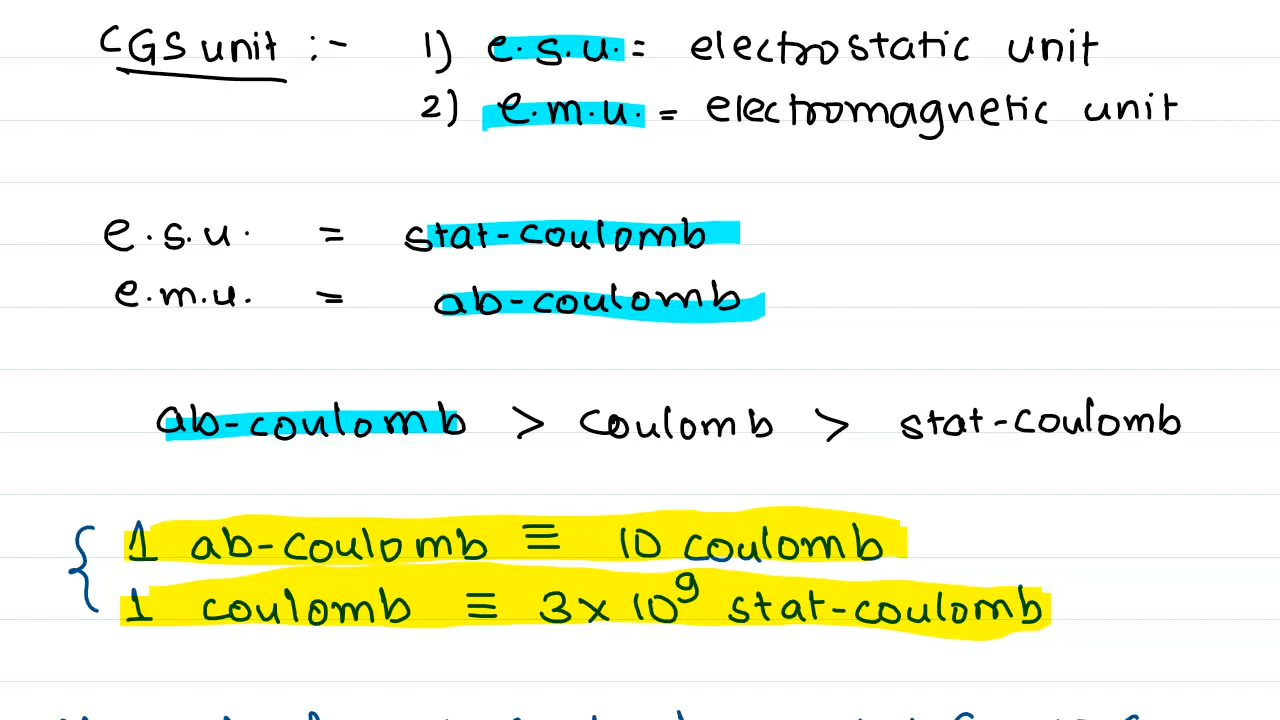 CGS unit :- 1) e.s.u. = electrostatic unit
2) e.m.u. = electromagnetic unit
e.s.u. = stat-coulomb
e.m.u. = ab-coulomb
ab-coulomb > coulomb > stat-coulomb
1 ab-coulomb ≡ 10 coulomb
1 coulomb ≡ 3 × 10⁹ stat-coulomb